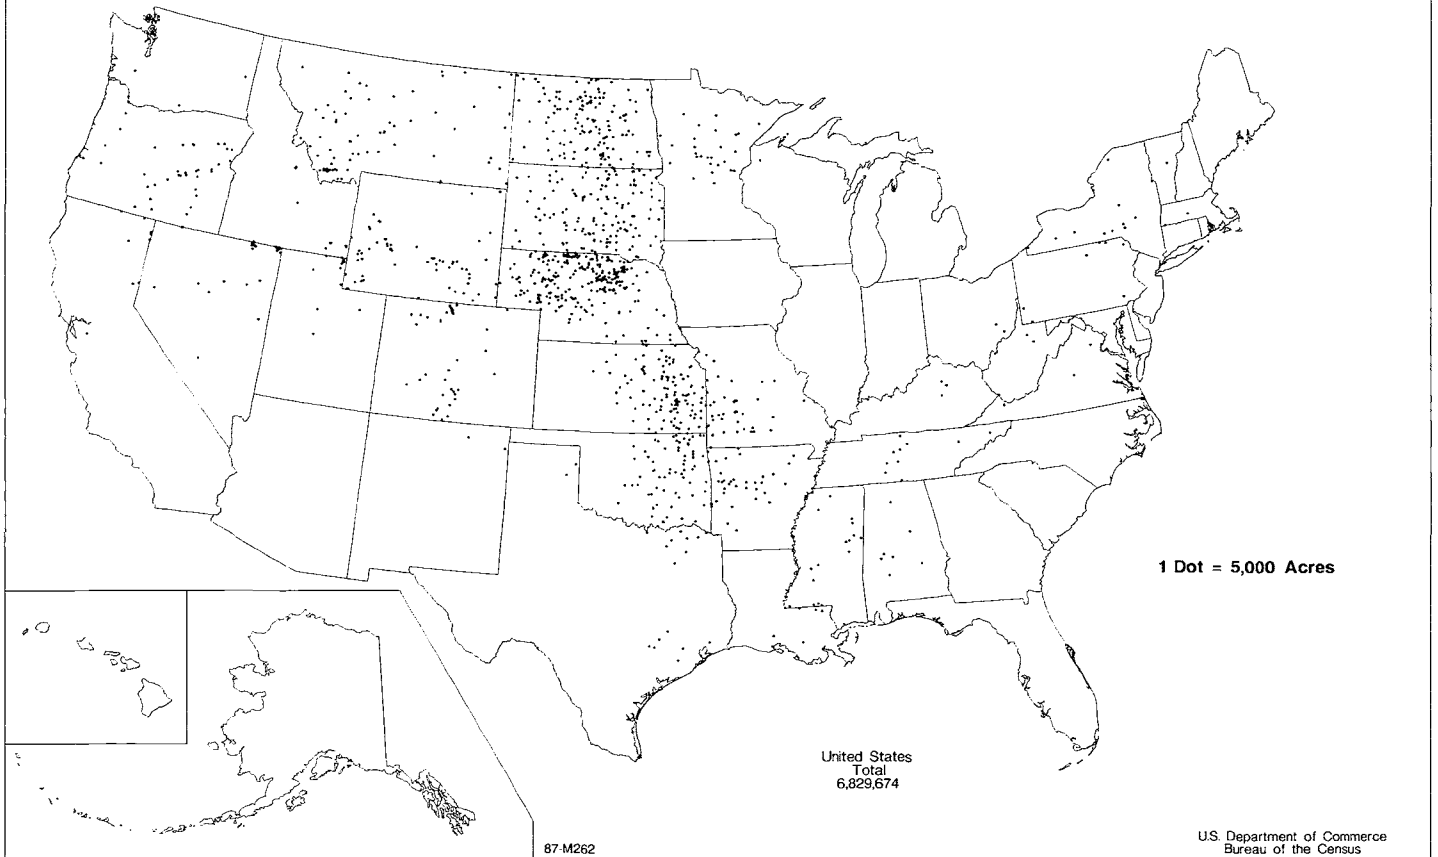 1 Dot = 5,000 Acres
United States
Total
6,829,674
87-M262
U.S. Department of Commerce
Bureau of the Census